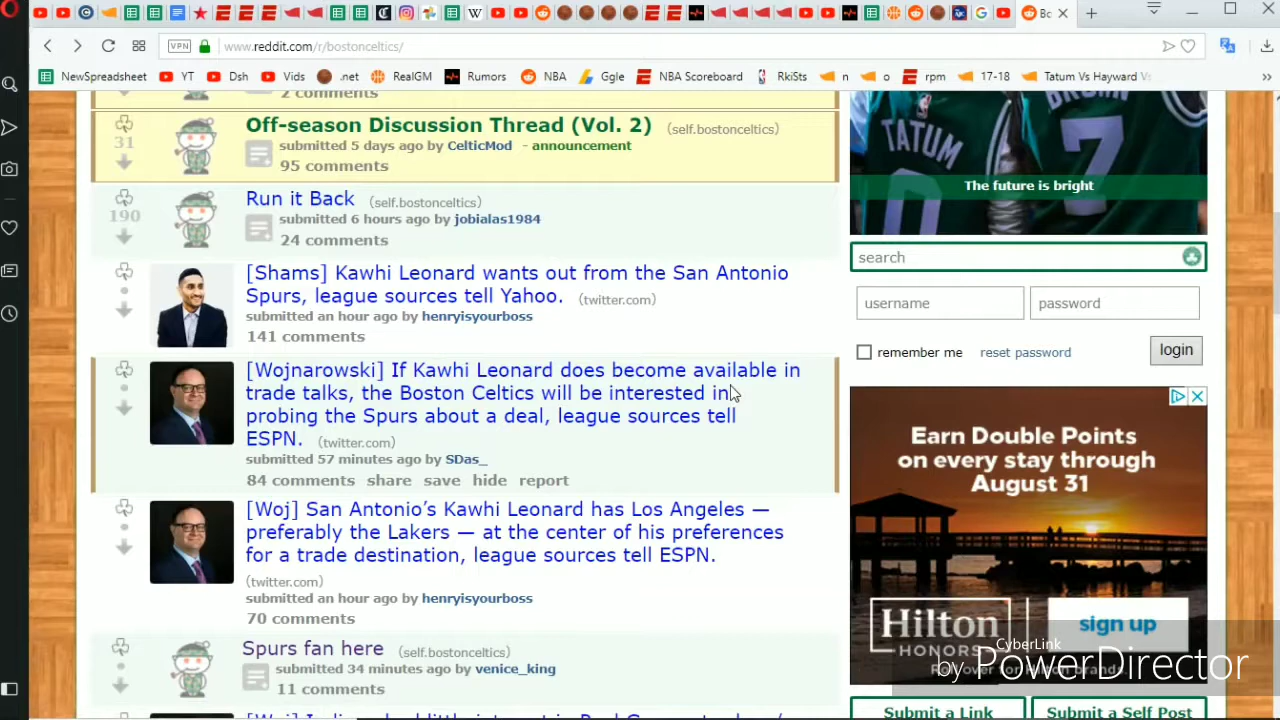 www.reddit.com/r/bostonceltics/
VPN
NewSpreadsheet YT Dsh Vids .net RealGM Rumors NBA Ggle NBA Scoreboard RkiSts n o rpm 17-18 Tatum Vs Hayward
2 comments
Off-season Discussion Thread (Vol. 2) (self.bostonceltics)
31
submitted 5 days ago by CelticMod - announcement
95 comments
Run it Back (self.bostonceltics)
190
submitted 6 hours ago by jobialas1984
24 comments
[Shams] Kawhi Leonard wants out from the San Antonio
Spurs, league sources tell Yahoo. (twitter.com)
submitted an hour ago by henryisyourboss
141 comments
[Wojnarowski] If Kawhi Leonard does become available in
trade talks, the Boston Celtics will be interested in
probing the Spurs about a deal, league sources tell
ESPN. (twitter.com)
submitted 57 minutes ago by SDas_
84 comments share save hide report
[Woj] San Antonio’s Kawhi Leonard has Los Angeles —
preferably the Lakers — at the center of his preferences
for a trade destination, league sources tell ESPN.
(twitter.com)
submitted an hour ago by henryisyourboss
70 comments
Spurs fan here (self.bostonceltics)
submitted 34 minutes ago by venice_king
11 comments
TATUM
7
The future is bright
search
username password
remember me reset password login
Earn Double Points
on every stay through
August 31
Hilton
HONORS
sign up
CyberLink
by PowerDirector
Submit a Link Submit a Self Post